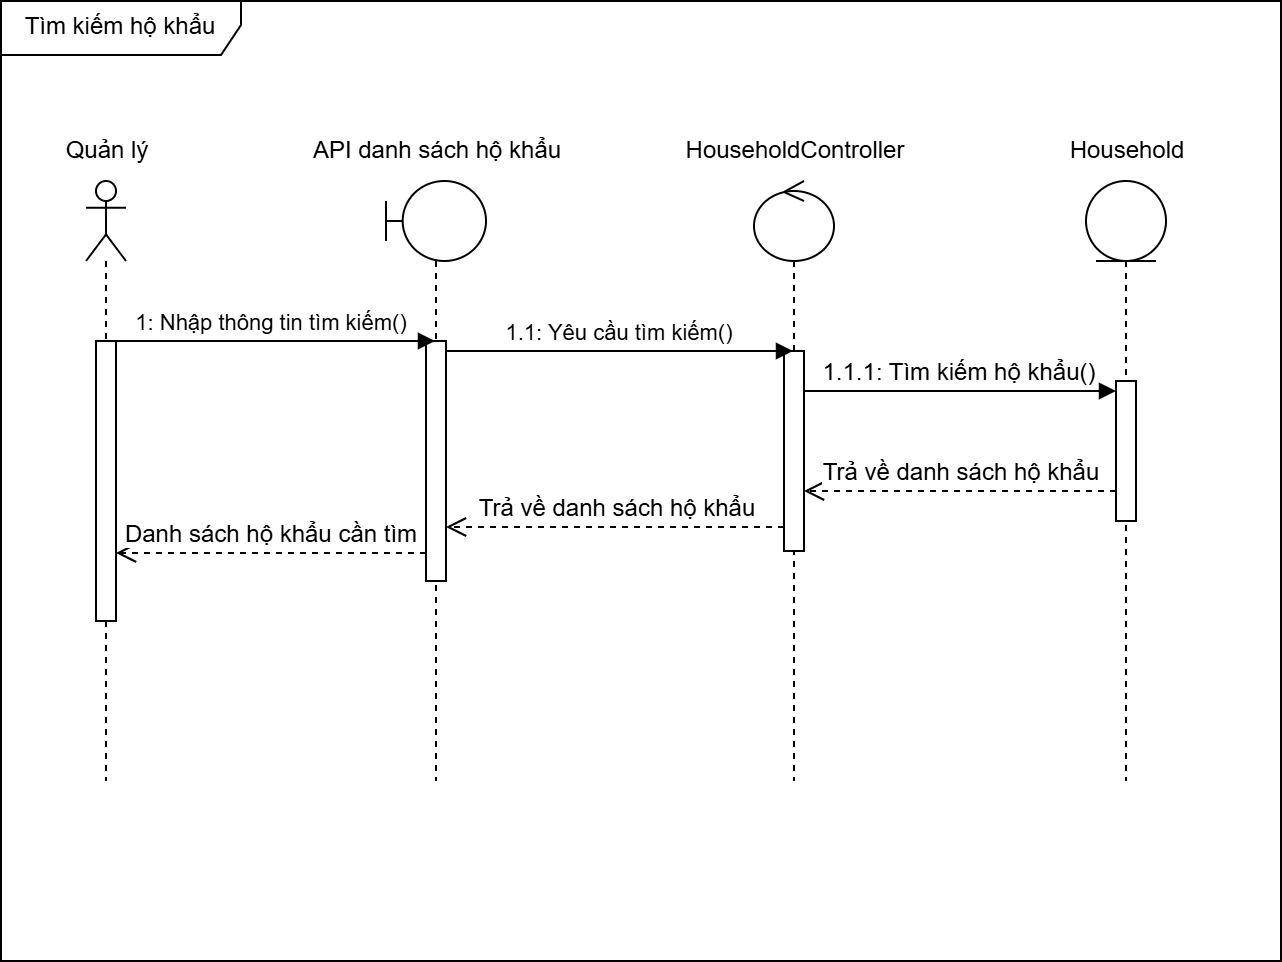 Tìm kiếm hộ khẩu
Quản lý
API danh sách hộ khẩu
HouseholdController
Household
1: Nhập thông tin tìm kiếm()
1.1: Yêu cầu tìm kiếm()
1.1.1: Tìm kiếm hộ khẩu()
Trả về danh sách hộ khẩu
Trả về danh sách hộ khẩu
Danh sách hộ khẩu cần tìm